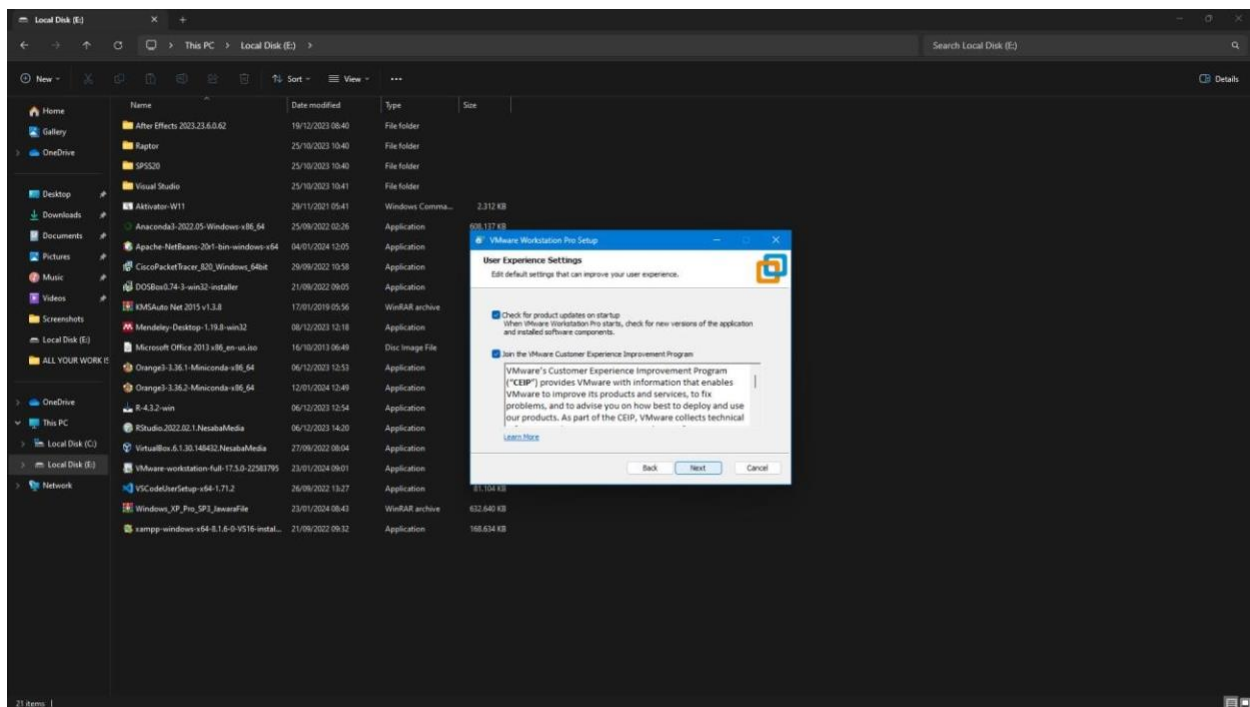 Local Disk (E:)
This PC > Local Disk (E:) >
Search Local Disk (E:)
New
Sort
View
Details
Home
Gallery
OneDrive
Desktop
Downloads
Documents
Pictures
Music
Videos
Screenshots
Local Disk (E:)
ALL YOUR WORK IS
OneDrive
This PC
Local Disk (C:)
Local Disk (E:)
Network
Name Date modified Type Size
After Effects 2023.23.6.0.62 19/12/2023 08:40 File folder
Raptor 25/10/2023 10:40 File folder
SPSS20 25/10/2023 10:40 File folder
Visual Studio 25/10/2023 10:41 File folder
Aktivator-W11 29/11/2021 05:41 Windows Comma... 2.312 KB
Anaconda3-2022.05-Windows-x86_64 25/09/2022 02:26 Application 608.137 KB
Apache-NetBeans-20r1-bin-windows-x64 04/01/2024 12:05 Application
CiscoPacketTracer_820_Windows_64bit 29/09/2022 10:58 Application
DOSBox0.74-3-win32-installer 21/09/2022 09:05 Application
KMSAuto Net 2015 v1.3.8 17/01/2019 05:56 WinRAR archive
Mendeley-Desktop-1.19.8-win32 08/12/2023 12:18 Application
Microsoft Office 2013 x86_en-us.iso 16/10/2013 06:49 Disc Image File
Orange3-3.36.1-Miniconda-x86_64 06/12/2023 12:53 Application
Orange3-3.36.2-Miniconda-x86_64 12/01/2024 12:49 Application
R-4.3.2-win 06/12/2023 12:54 Application
RStudio.2022.02.1.NesabaMedia 06/12/2023 14:20 Application
VirtualBox.6.1.30.148432.NesabaMedia 27/09/2022 08:04 Application
VMware-workstation-full-17.5.0-22583795 23/01/2024 09:01 Application
VSCodeUserSetup-x64-1.71.2 26/09/2022 13:27 Application 81.104 KB
Windows_XP_Pro_SP3_JawaraFile 23/01/2024 08:43 WinRAR archive 632.640 KB
xampp-windows-x64-8.1.6-0-VS16-instal... 21/09/2022 09:32 Application 168.634 KB
VMware Workstation Pro Setup
User Experience Settings
Edit default settings that can improve your user experience.
Check for product updates on startup
When VMware Workstation Pro starts, check for new versions of the application
and installed software components.
Join the VMware Customer Experience Improvement Program
VMware's Customer Experience Improvement Program
("CEIP") provides VMware with information that enables
VMware to improve its products and services, to fix
problems, and to advise you on how best to deploy and use
our products. As part of the CEIP, VMware collects technical
Learn More
Back Next Cancel
21 items